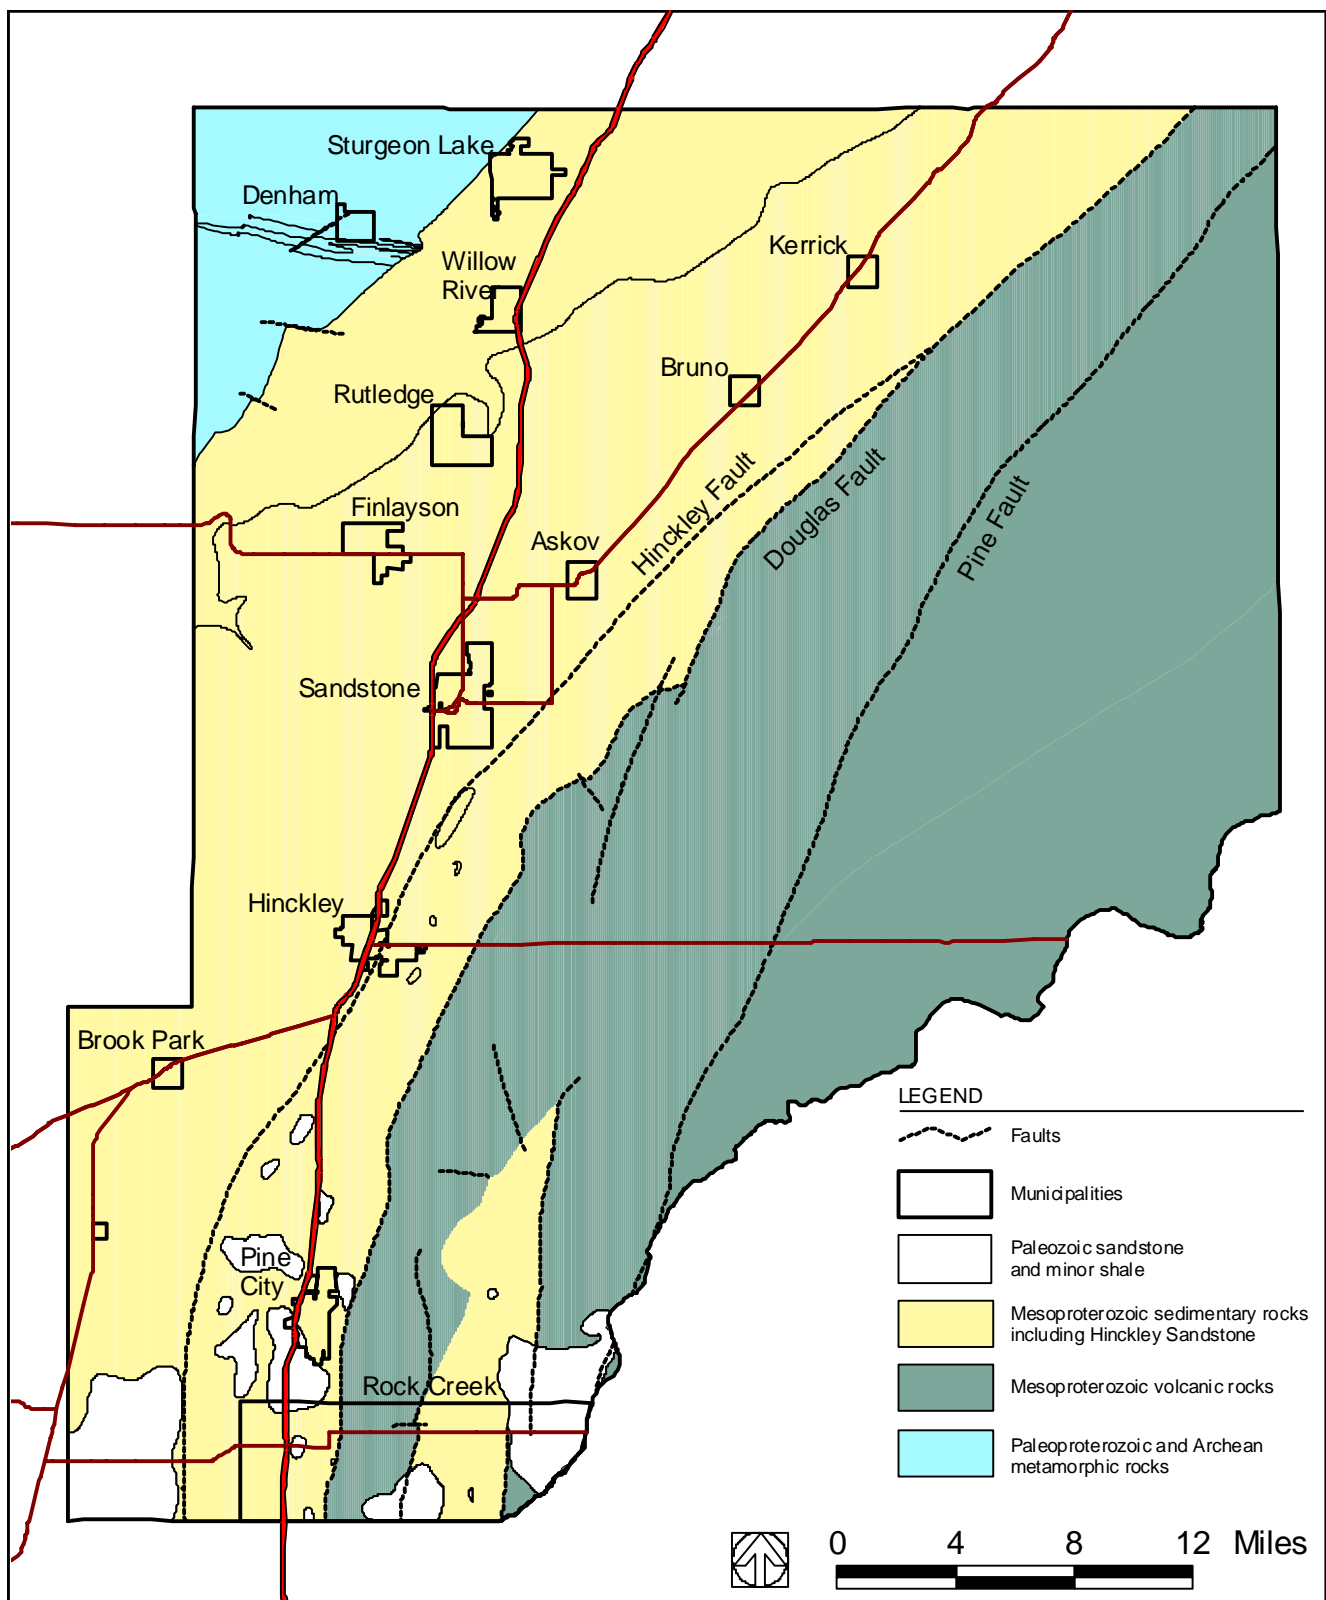 Sturgeon Lake
Denham
Willow
River
Kerrick
Bruno
Rutledge
Hinckley Fault
Douglas Fault
Pine Fault
Finlayson
Askov
Sandstone
Hinckley
Brook Park
Pine
City
Rock Creek
LEGEND
Faults
Municipalities
Paleozoic sandstone
and minor shale
Mesoproterozoic sedimentary rocks
including Hinckley Sandstone
Mesoproterozoic volcanic rocks
Paleoproterozoic and Archean
metamorphic rocks
0 4 8 12 Miles